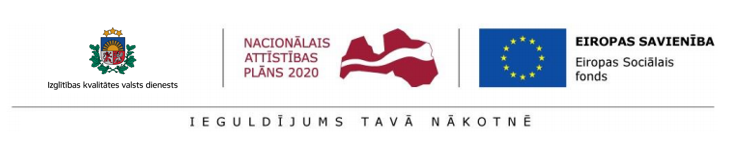 Izglītības kvalitātes valsts dienests
NACIONĀLAIS
ATTĪSTĪBAS
PLĀNS 2020
EIROPAS SAVIENĪBA
Eiropas Sociālais
fonds
IEGULDĪJUMS TAVĀ NĀKOTNĒ